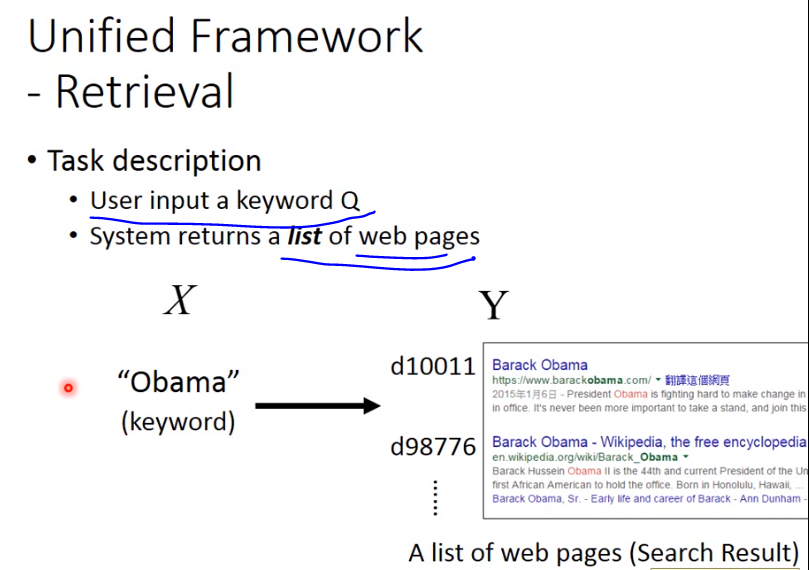 Unified Framework
- Retrieval
• Task description
• User input a keyword Q
• System returns a list of web pages
X
Y
"Obama"
(keyword)
d10011
Barack Obama
https://www.barackobama.com/ ▾ 翻譯這個網頁
2015年1月6日 - President Obama is fighting hard to make change in
in office. It's never been more important to take a stand, and join this
d98776
Barack Obama - Wikipedia, the free encyclopedia
en.wikipedia.org/wiki/Barack_Obama ▾
Barack Hussein Obama II is the 44th and current President of the Un
first African American to hold the office. Born in Honolulu, Hawaii, ...
Barack Obama, Sr. - Early life and career of Barack - Ann Dunham -
A list of web pages (Search Result)